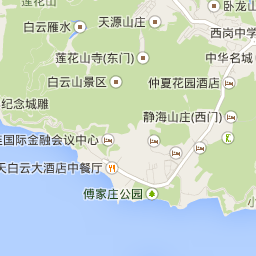 莲花山
卧龙
白云雁水
天源山庄
西岗中学
莲花山寺(东门)
中华名城
白云山景区
仲夏花园酒店
纪念城雕
静海山庄(西门)
国际金融会议中心
天白云大酒店中餐厅
傅家庄公园
小